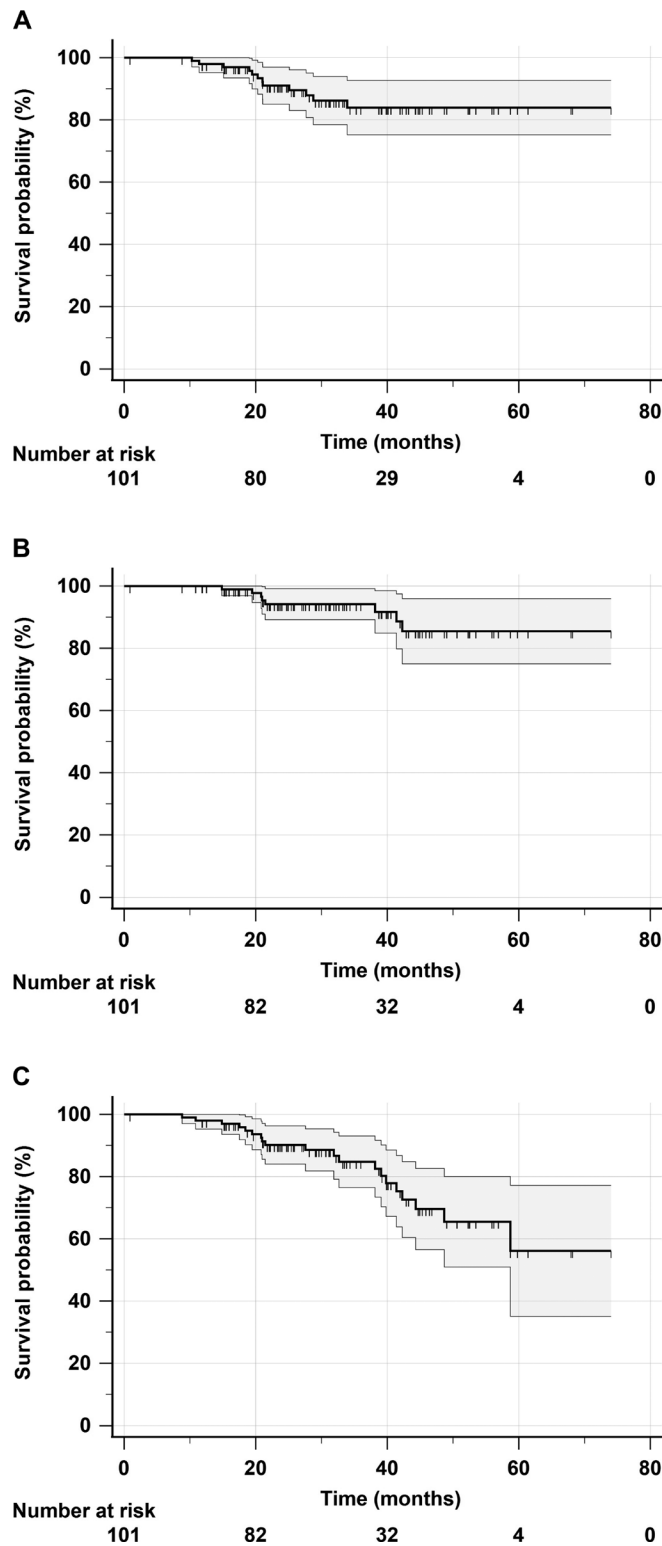 A
Survival probability (%)
100
80
60
40
20
0
0 20 40 60 80
Time (months)
Number at risk
101 80 29 4 0
B
Survival probability (%)
100
80
60
40
20
0
0 20 40 60 80
Time (months)
Number at risk
101 82 32 4 0
C
Survival probability (%)
100
80
60
40
20
0
0 20 40 60 80
Time (months)
Number at risk
101 82 32 4 0